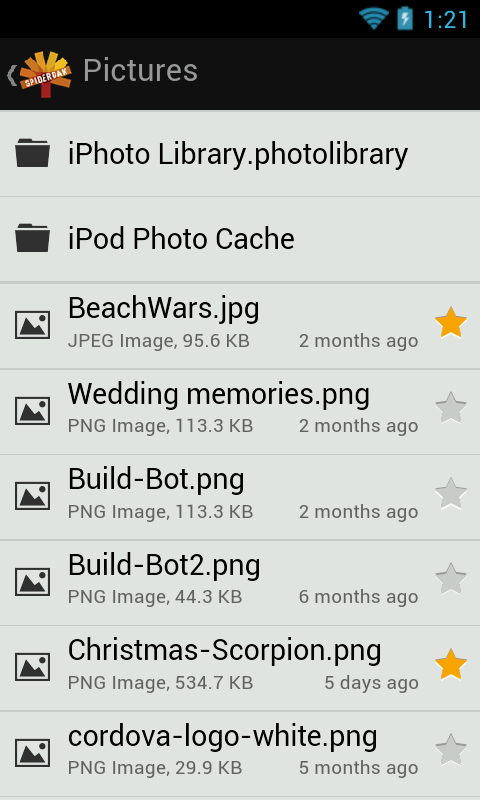 1:21
SPIDEROAK
Pictures
iPhoto Library.photolibrary
iPod Photo Cache
BeachWars.jpg
JPEG Image, 95.6 KB 2 months ago
Wedding memories.png
PNG Image, 113.3 KB 2 months ago
Build-Bot.png
PNG Image, 113.3 KB 2 months ago
Build-Bot2.png
PNG Image, 44.3 KB 6 months ago
Christmas-Scorpion.png
PNG Image, 534.7 KB 5 days ago
cordova-logo-white.png
PNG Image, 29.9 KB 5 months ago